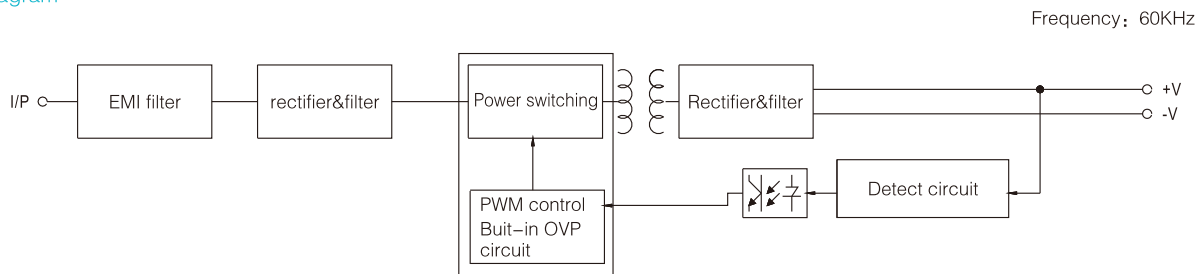 Frequency: 60KHz
I/P
EMI filter
rectifier&filter
Power switching
Rectifier&filter
+V
-V
PWM control
Buit-in OVP
circuit
Detect circuit